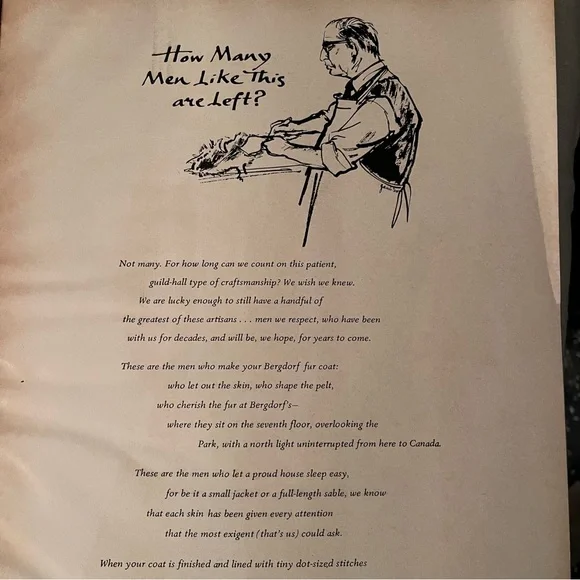 How Many
Men Like This
are Left?
Not many. For how long can we count on this patient,
guild-hall type of craftsmanship? We wish we knew.
We are lucky enough to still have a handful of
the greatest of these artisans . . . men we respect, who have been
with us for decades, and will be, we hope, for years to come.
These are the men who make your Bergdorf fur coat:
who let out the skin, who shape the pelt,
who cherish the fur at Bergdorf's—
where they sit on the seventh floor, overlooking the
Park, with a north light uninterrupted from here to Canada.
These are the men who let a proud house sleep easy,
for be it a small jacket or a full-length sable, we know
that each skin has been given every attention
that the most exigent (that's us) could ask.
When your coat is finished and lined with tiny dot-sized stitches